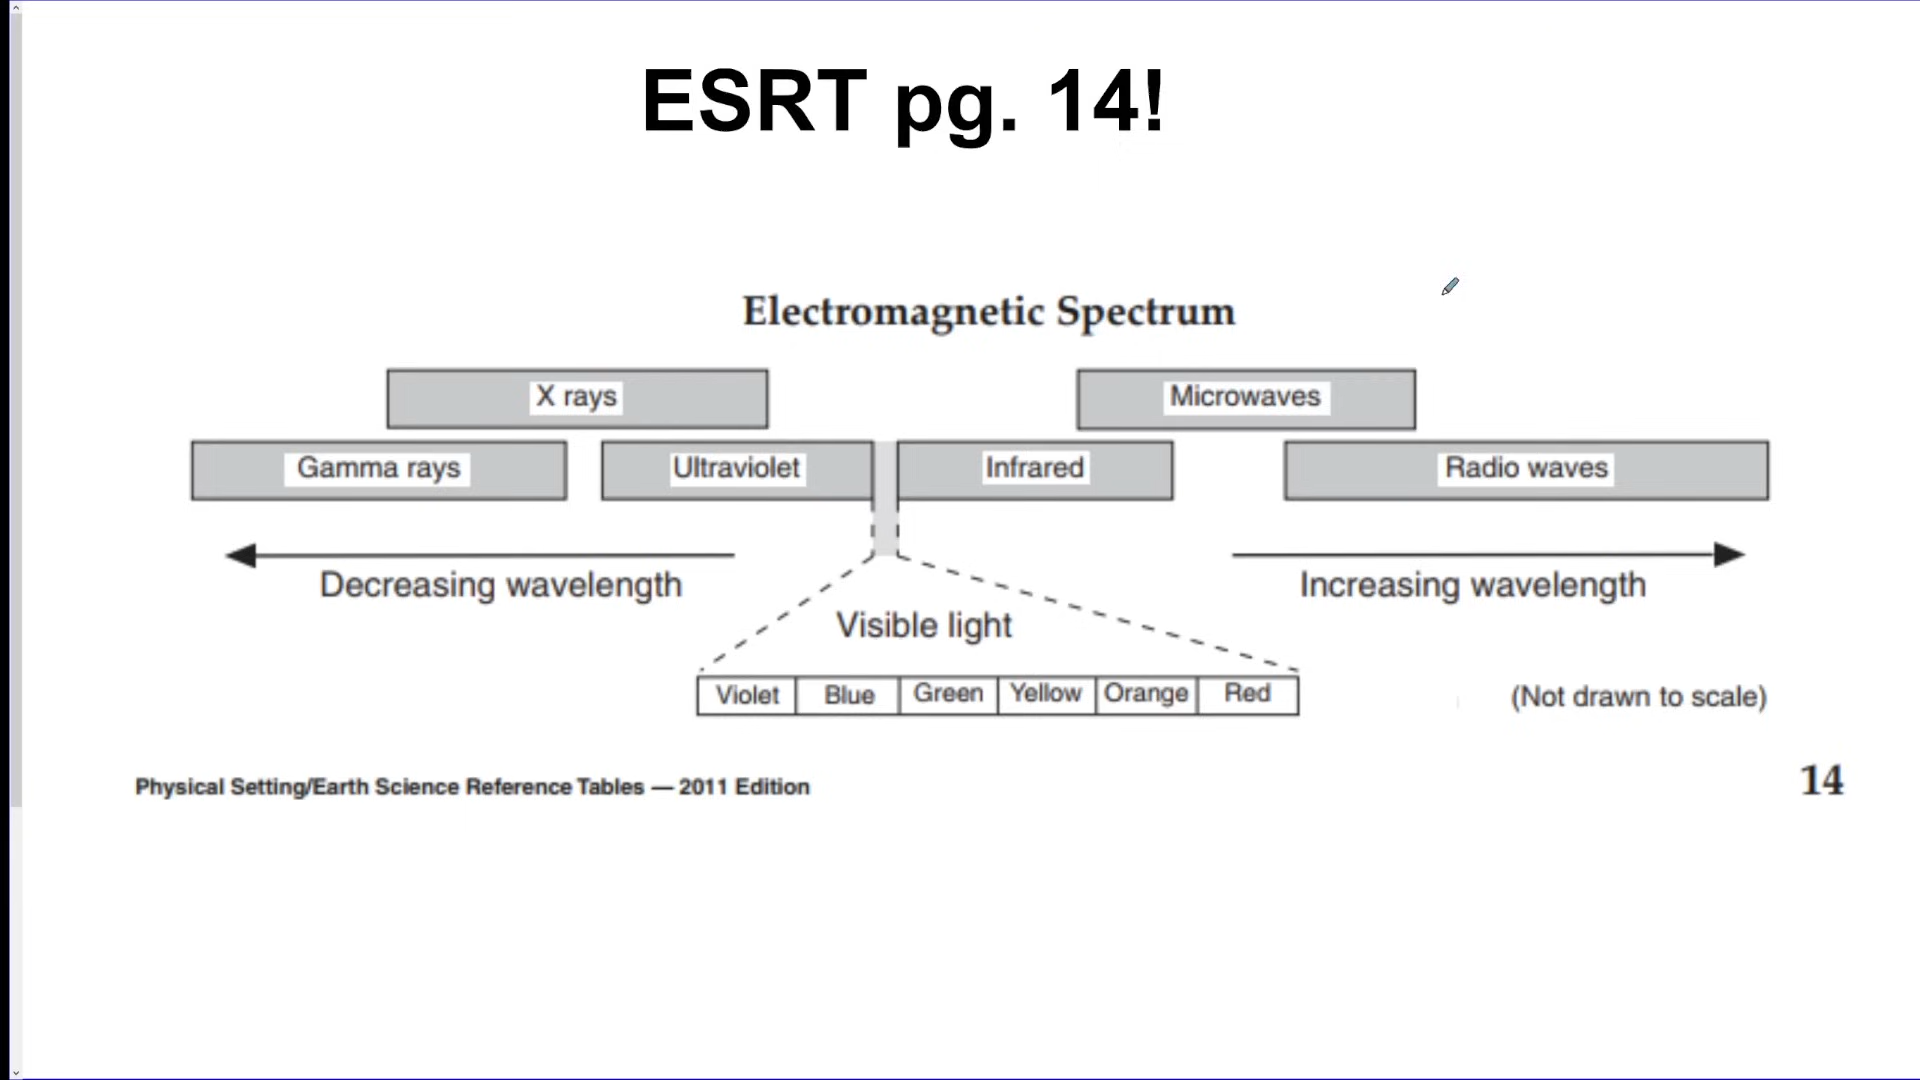 ESRT pg. 14!
Electromagnetic Spectrum
X rays
Microwaves
Gamma rays
Ultraviolet
Infrared
Radio waves
Decreasing wavelength
Increasing wavelength
Visible light
Violet
Blue
Green
Yellow
Orange
Red
(Not drawn to scale)
Physical Setting/Earth Science Reference Tables — 2011 Edition
14